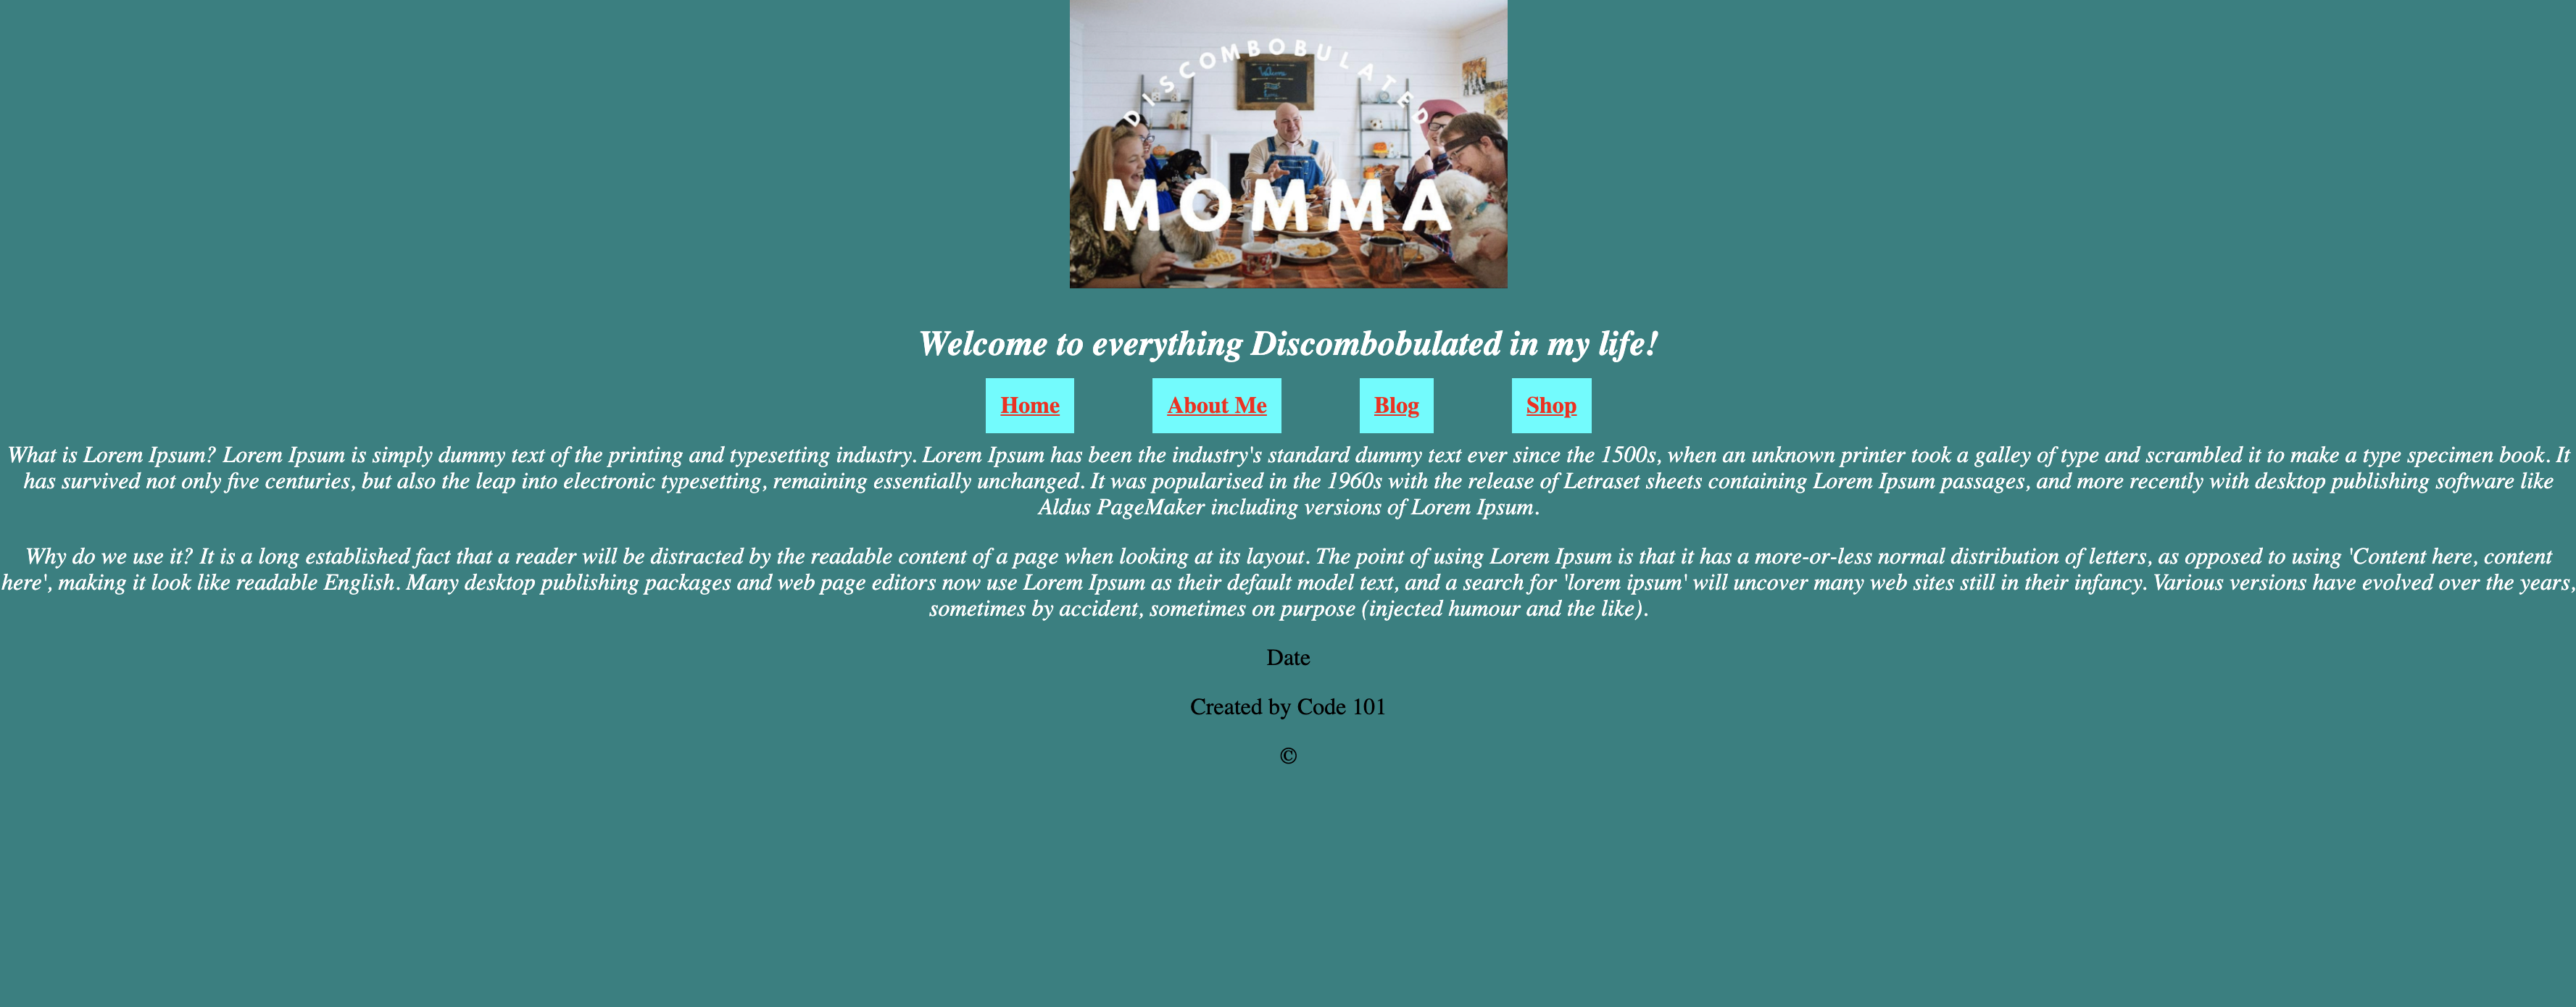 DISCOMBOBULATED
Welcome
MOMMA
Welcome to everything Discombobulated in my life!
Home About Me Blog Shop
What is Lorem Ipsum? Lorem Ipsum is simply dummy text of the printing and typesetting industry. Lorem Ipsum has been the industry's standard dummy text ever since the 1500s, when an unknown printer took a galley of type and scrambled it to make a type specimen book. It
has survived not only five centuries, but also the leap into electronic typesetting, remaining essentially unchanged. It was popularised in the 1960s with the release of Letraset sheets containing Lorem Ipsum passages, and more recently with desktop publishing software like
Aldus PageMaker including versions of Lorem Ipsum.
Why do we use it? It is a long established fact that a reader will be distracted by the readable content of a page when looking at its layout. The point of using Lorem Ipsum is that it has a more-or-less normal distribution of letters, as opposed to using 'Content here, content
here', making it look like readable English. Many desktop publishing packages and web page editors now use Lorem Ipsum as their default model text, and a search for 'lorem ipsum' will uncover many web sites still in their infancy. Various versions have evolved over the years,
sometimes by accident, sometimes on purpose (injected humour and the like).
Date
Created by Code 101
©